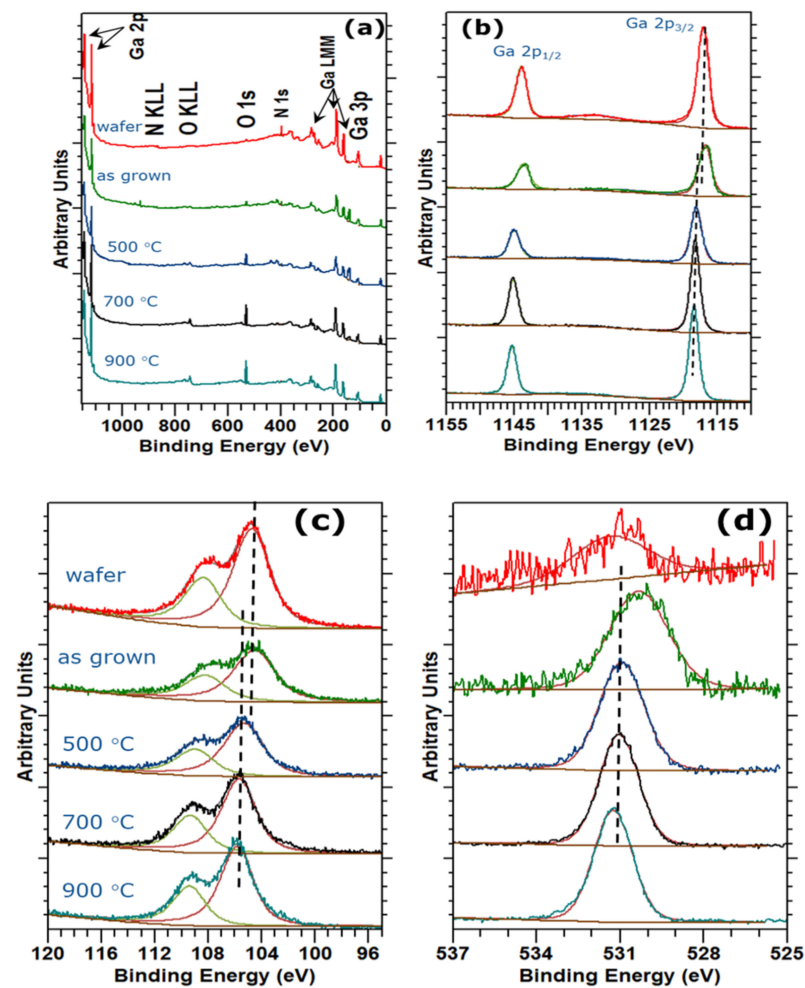 (a)
Ga 2p
N KLL
O KLL
O 1s
N 1s
Ga LMM
Ga 3p
wafer
as grown
500 °C
700 °C
900 °C
Arbitrary Units
1000 800 600 400 200 0
Binding Energy (eV)
(b)
Ga 2p3/2
Ga 2p1/2
Arbitrary Units
1155 1145 1135 1125 1115
Binding Energy (eV)
(c)
wafer
as grown
500 °C
700 °C
900 °C
Arbitrary Units
120 116 112 108 104 100 96
Binding Energy (eV)
(d)
Arbitrary Units
537 534 531 528 525
Binding Energy (eV)